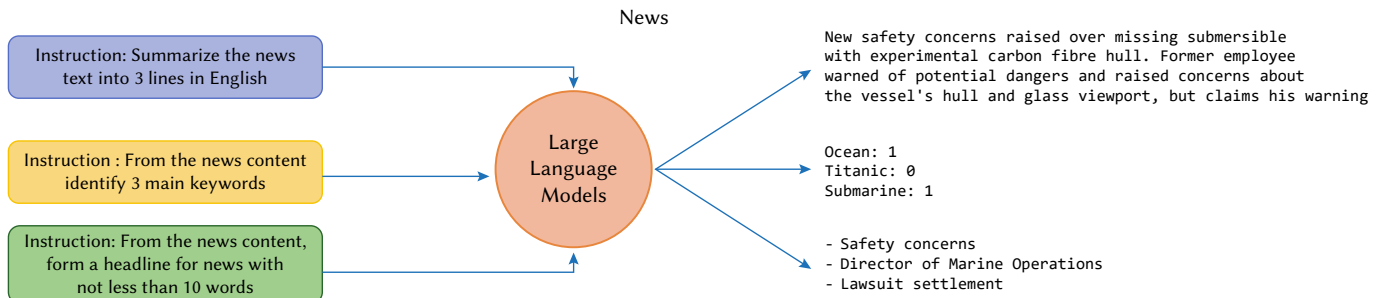 News
Instruction: Summarize the news
text into 3 lines in English
Instruction : From the news content
identify 3 main keywords
Instruction: From the news content,
form a headline for news with
not less than 10 words
Large
Language
Models
New safety concerns raised over missing submersible
with experimental carbon fibre hull. Former employee
warned of potential dangers and raised concerns about
the vessel's hull and glass viewport, but claims his warning
Ocean: 1
Titanic: 0
Submarine: 1
- Safety concerns
- Director of Marine Operations
- Lawsuit settlement